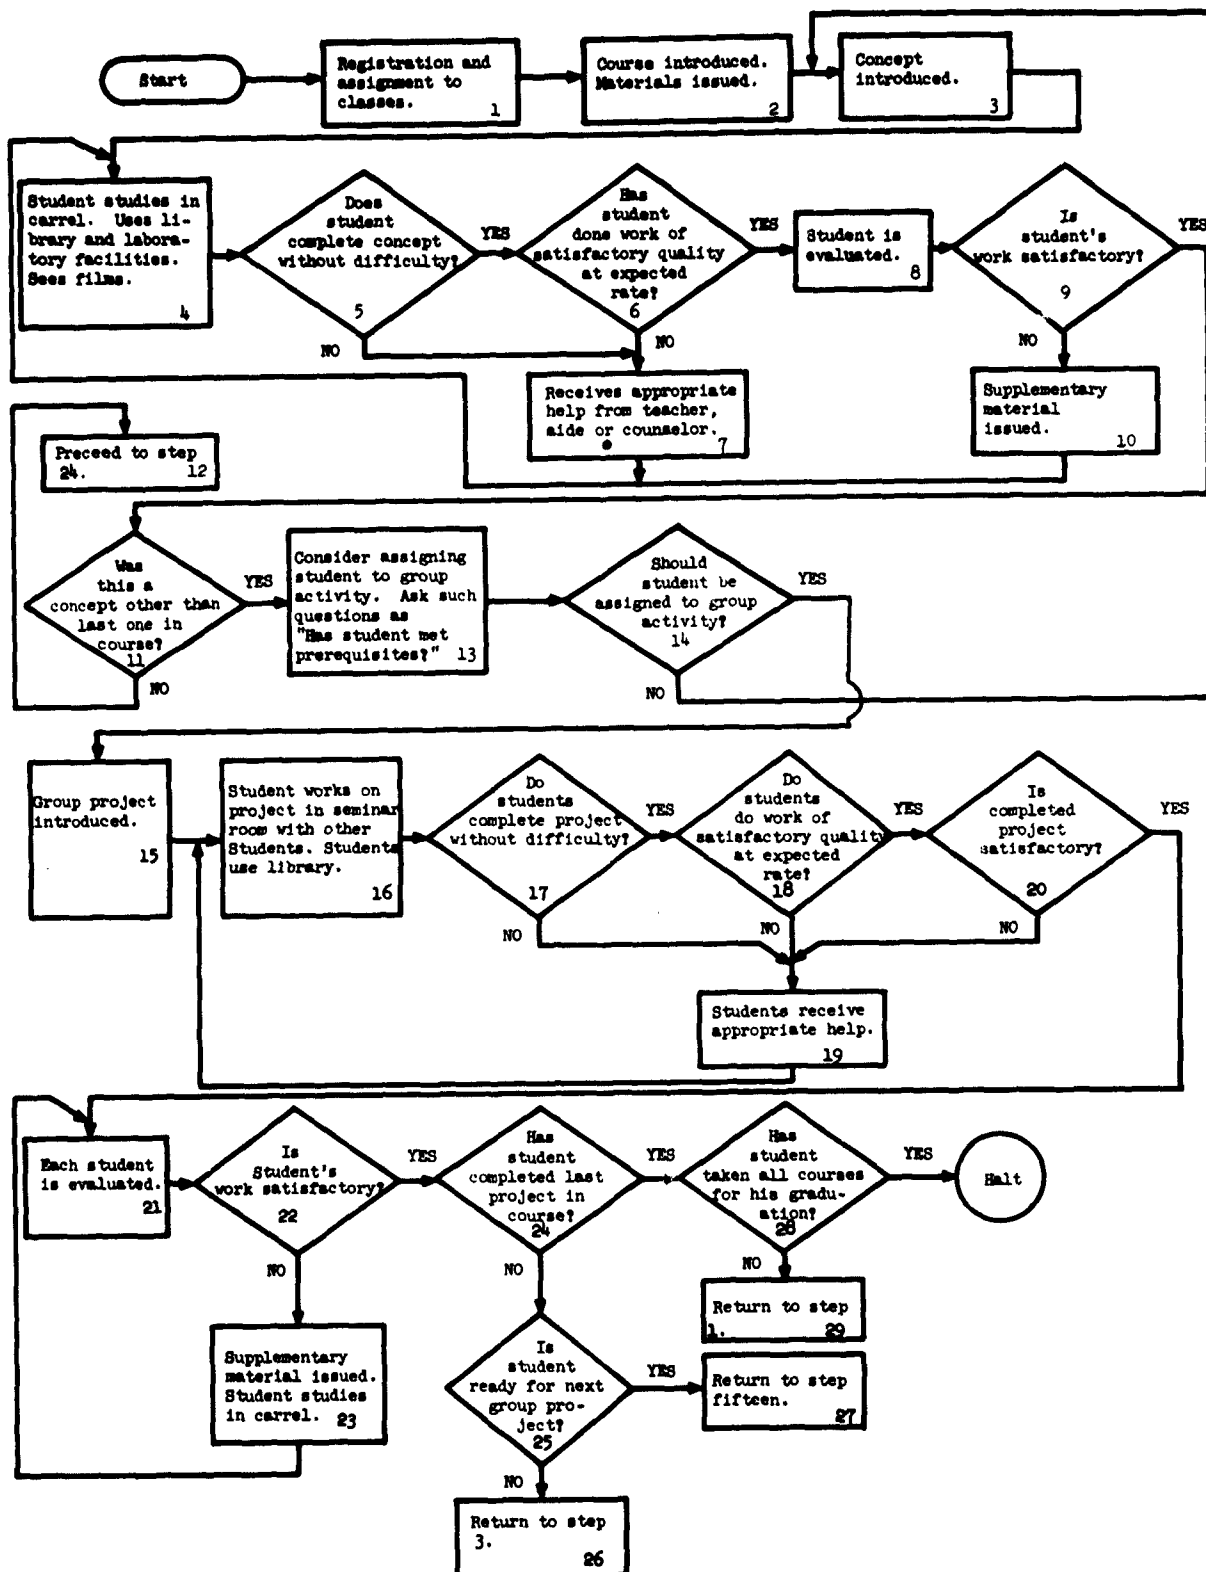 Start
Registration and
assignment to
classes.
1
Course introduced.
Materials issued.
2
Concept
introduced.
3
Student studies in
carrel. Uses li-
brary and labora-
tory facilities.
Sees films.
4
Does
student
complete concept
without difficulty?
5
YES
NO
Has
student
done work of
satisfactory quality
at expected
rate?
6
YES
NO
Student is
evaluated.
8
Is
student's
work satisfactory?
9
YES
NO
Receives appropriate
help from teacher,
aide or counselor.
7
Supplementary
material
issued.
10
Preceed to step
24.
12
Was
this a
concept other than
last one in
course?
11
YES
NO
Consider assigning
student to group
activity. Ask such
questions as
"Has student met
prerequisites?"
13
Should
student be
assigned to group
activity?
14
YES
NO
Group project
introduced.
15
Student works on
project in seminar
room with other
Students. Students
use library.
16
Do
students
complete project
without difficulty?
17
YES
NO
Do
students
do work of
satisfactory quality
at expected
rate?
18
YES
NO
Is
completed
project
satisfactory?
20
YES
NO
Students receive
appropriate help.
19
Each student
is evaluated.
21
Is
Student's
work satisfactory?
22
YES
NO
Has
student
completed last
project in
course?
24
YES
NO
Has
student
taken all courses
for his gradu-
ation?
28
YES
NO
Halt
Return to step
1.
29
Supplementary
material issued.
Student studies
in carrel.
23
Is
student
ready for next
group pro-
ject?
25
YES
NO
Return to step
fifteen.
27
Return to step
3.
26